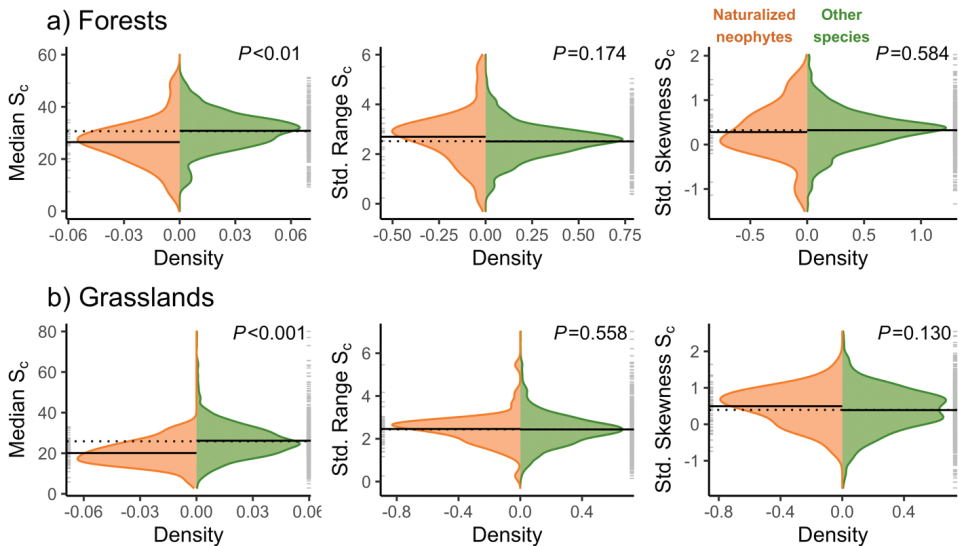 a) Forests
Naturalized
neophytes
Other
species
P<0.01
Median Sc
60
40
20
0
-0.06
-0.03
0.00
0.03
0.06
Density
P=0.174
Std. Range Sc
6
4
2
0
-0.50
-0.25
0.00
0.25
0.50
0.75
Density
P=0.584
Std. Skewness Sc
2
1
0
-1
-0.5
0.0
0.5
1.0
Density
b) Grasslands
P<0.001
Median Sc
80
60
40
20
0
-0.06
-0.03
0.00
0.03
Density
P=0.558
Std. Range Sc
6
4
2
0
-0.8
-0.4
0.0
0.4
Density
P=0.130
Std. Skewness Sc
2
1
0
-1
-0.8
-0.4
0.0
0.4
Density